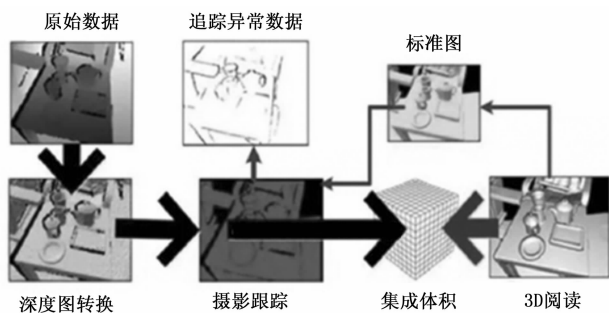 原始数据
追踪异常数据
标准图
深度图转换
摄影跟踪
集成体积
3D阅读